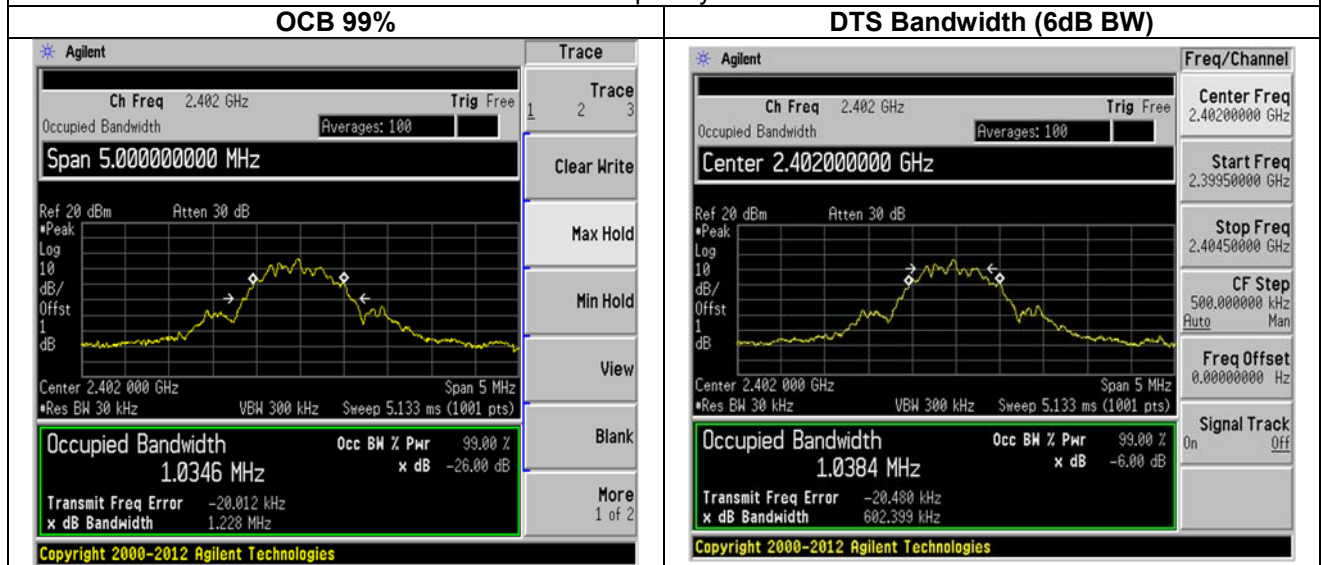 OCB 99%
DTS Bandwidth (6dB BW)
Agilent
Trace
Ch Freq 2.402 GHz Trig Free
Occupied Bandwidth Averages: 100
Span 5.000000000 MHz
Ref 20 dBm Atten 30 dB
•Peak
Log
10
dB/
Offst
1
dB
Center 2.402 000 GHz Span 5 MHz
•Res BW 30 kHz VBW 300 kHz Sweep 5.133 ms (1001 pts)
Occupied Bandwidth Occ BW % Pwr 99.00 %
1.0346 MHz x dB -26.00 dB
Transmit Freq Error -20.012 kHz
x dB Bandwidth 1.228 MHz
Copyright 2000-2012 Agilent Technologies
Trace
1 2 3
Clear Write
Max Hold
Min Hold
View
Blank
More
1 of 2
Agilent
Freq/Channel
Ch Freq 2.402 GHz Trig Free
Occupied Bandwidth Averages: 100
Center 2.402000000 GHz
Ref 20 dBm Atten 30 dB
•Peak
Log
10
dB/
Offst
1
dB
Center 2.402 000 GHz Span 5 MHz
•Res BW 30 kHz VBW 300 kHz Sweep 5.133 ms (1001 pts)
Occupied Bandwidth Occ BW % Pwr 99.00 %
1.0384 MHz x dB -6.00 dB
Transmit Freq Error -20.480 kHz
x dB Bandwidth 602.399 kHz
Copyright 2000-2012 Agilent Technologies
Center Freq
2.40200000 GHz
Start Freq
2.39950000 GHz
Stop Freq
2.40450000 GHz
CF Step
500.000000 kHz
Auto Man
Freq Offset
0.00000000 Hz
Signal Track
On Off